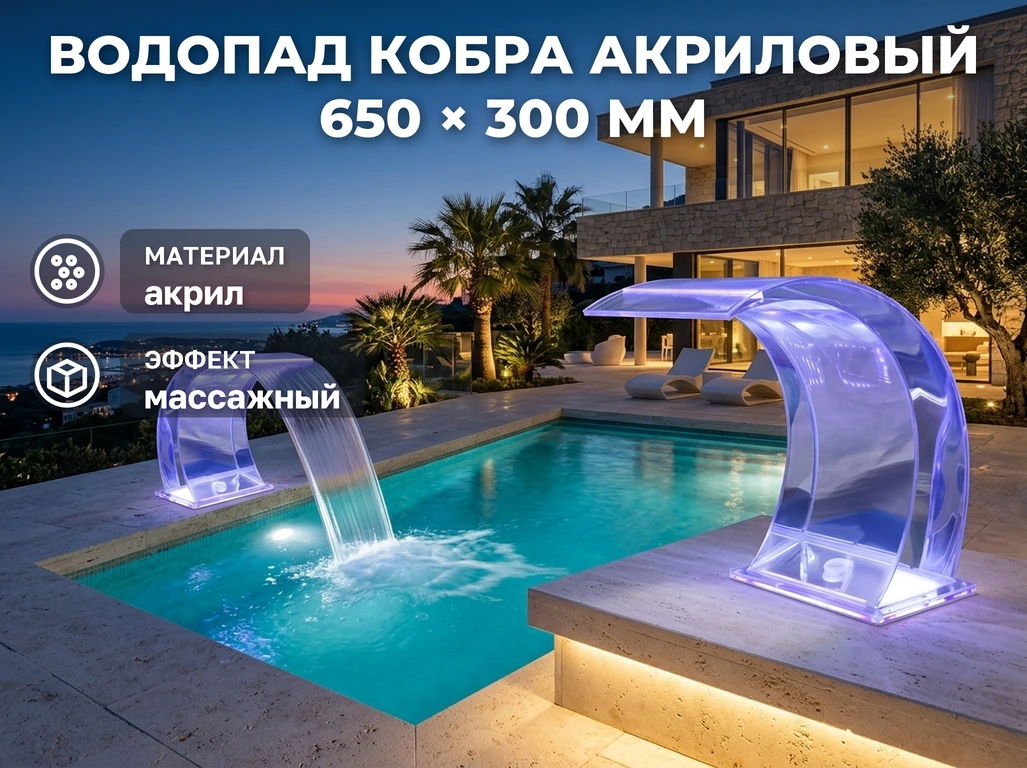 ВОДОПАД КОБРА АКРИЛОВЫЙ
650 × 300 ММ
МАТЕРИАЛ
акрил
ЭФФЕКТ
массажный